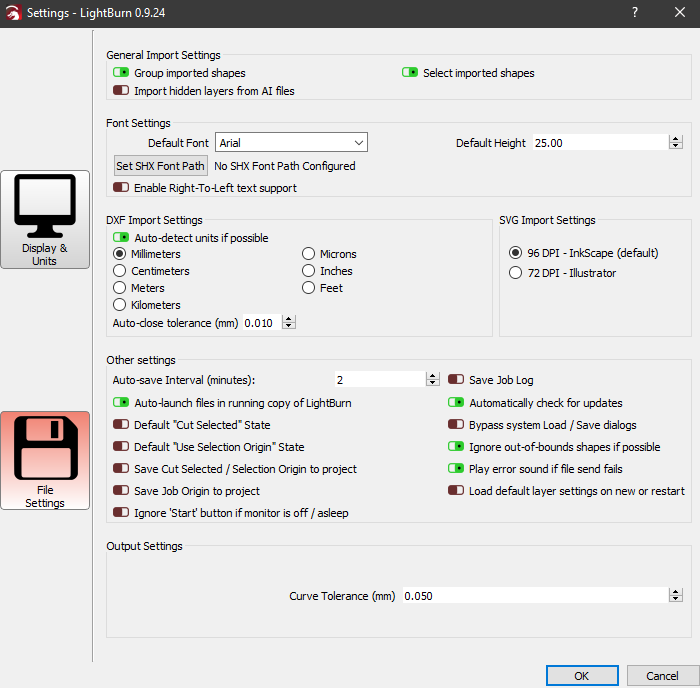 Settings - LightBurn 0.9.24
?
General Import Settings
Group imported shapes
Select imported shapes
Import hidden layers from AI files
Font Settings
Default Font
Arial
Default Height
25.00
Set SHX Font Path
No SHX Font Path Configured
Enable Right-To-Left text support
Display &
Units
DXF Import Settings
Auto-detect units if possible
Millimeters
Microns
Centimeters
Inches
Meters
Feet
Kilometers
Auto-close tolerance (mm)
0.010
SVG Import Settings
96 DPI - InkScape (default)
72 DPI - Illustrator
File
Settings
Other settings
Auto-save Interval (minutes):
2
Save Job Log
Auto-launch files in running copy of LightBurn
Automatically check for updates
Default "Cut Selected" State
Bypass system Load / Save dialogs
Default "Use Selection Origin" State
Ignore out-of-bounds shapes if possible
Save Cut Selected / Selection Origin to project
Play error sound if file send fails
Save Job Origin to project
Load default layer settings on new or restart
Ignore 'Start' button if monitor is off / asleep
Output Settings
Curve Tolerance (mm)
0.050
OK
Cancel